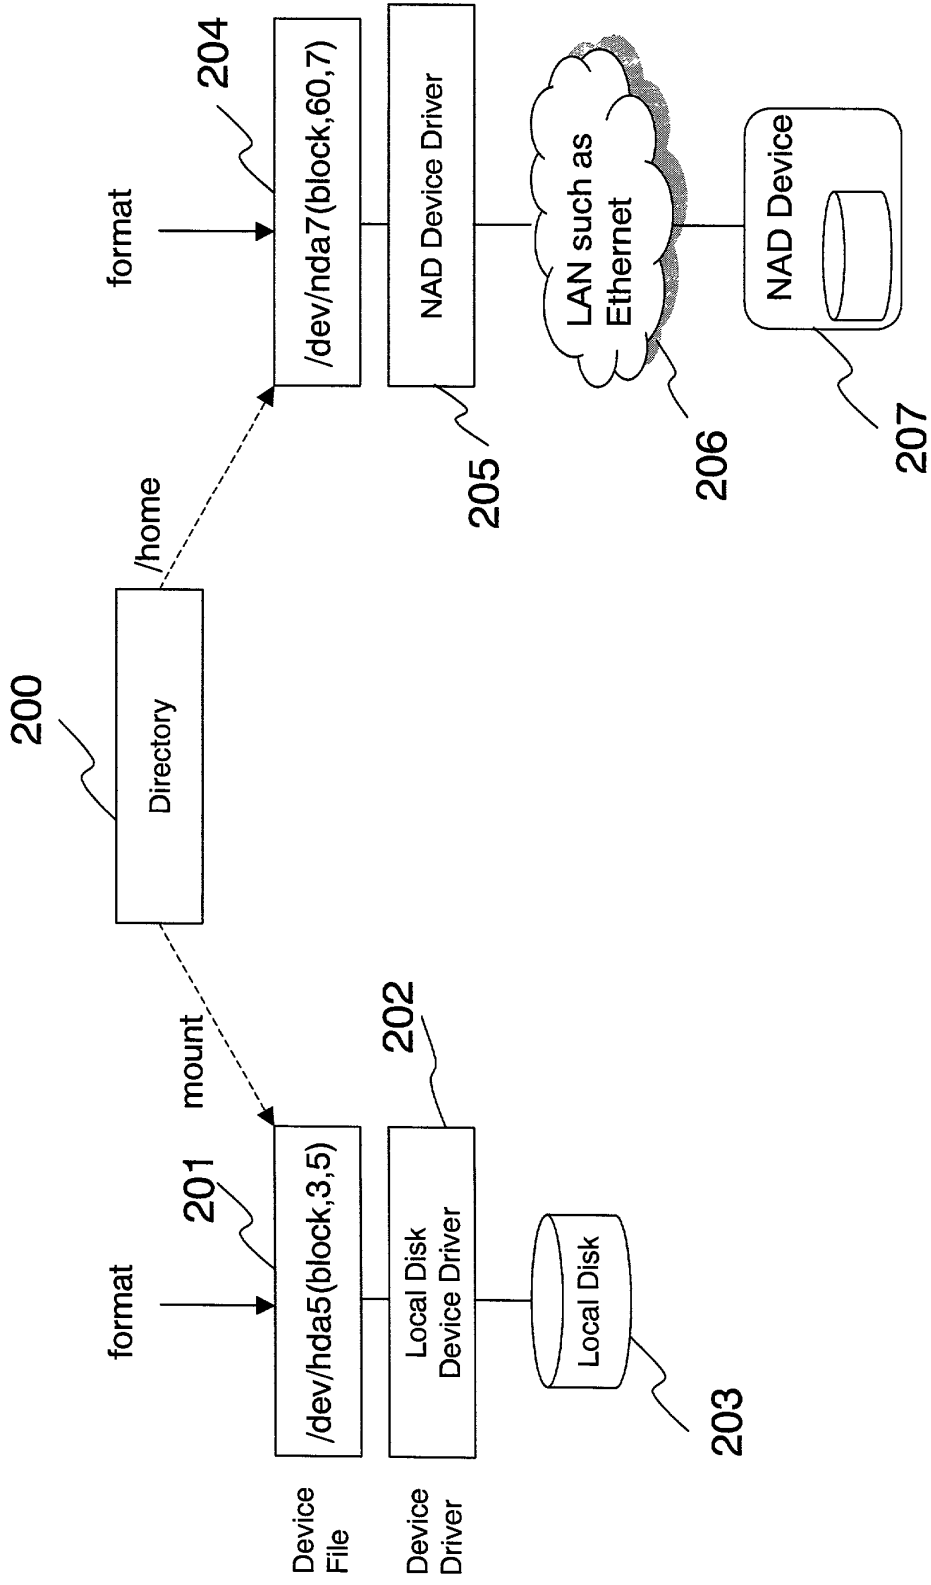 200
Directory
mount
/home
format
201
/dev/hda5(block,3,5)
format
204
/dev/nda7(block,60,7)
Device
File
Device
Driver
Local Disk
Device Driver
202
NAD Device Driver
205
Local Disk
203
LAN such as
Ethernet
206
NAD Device
207